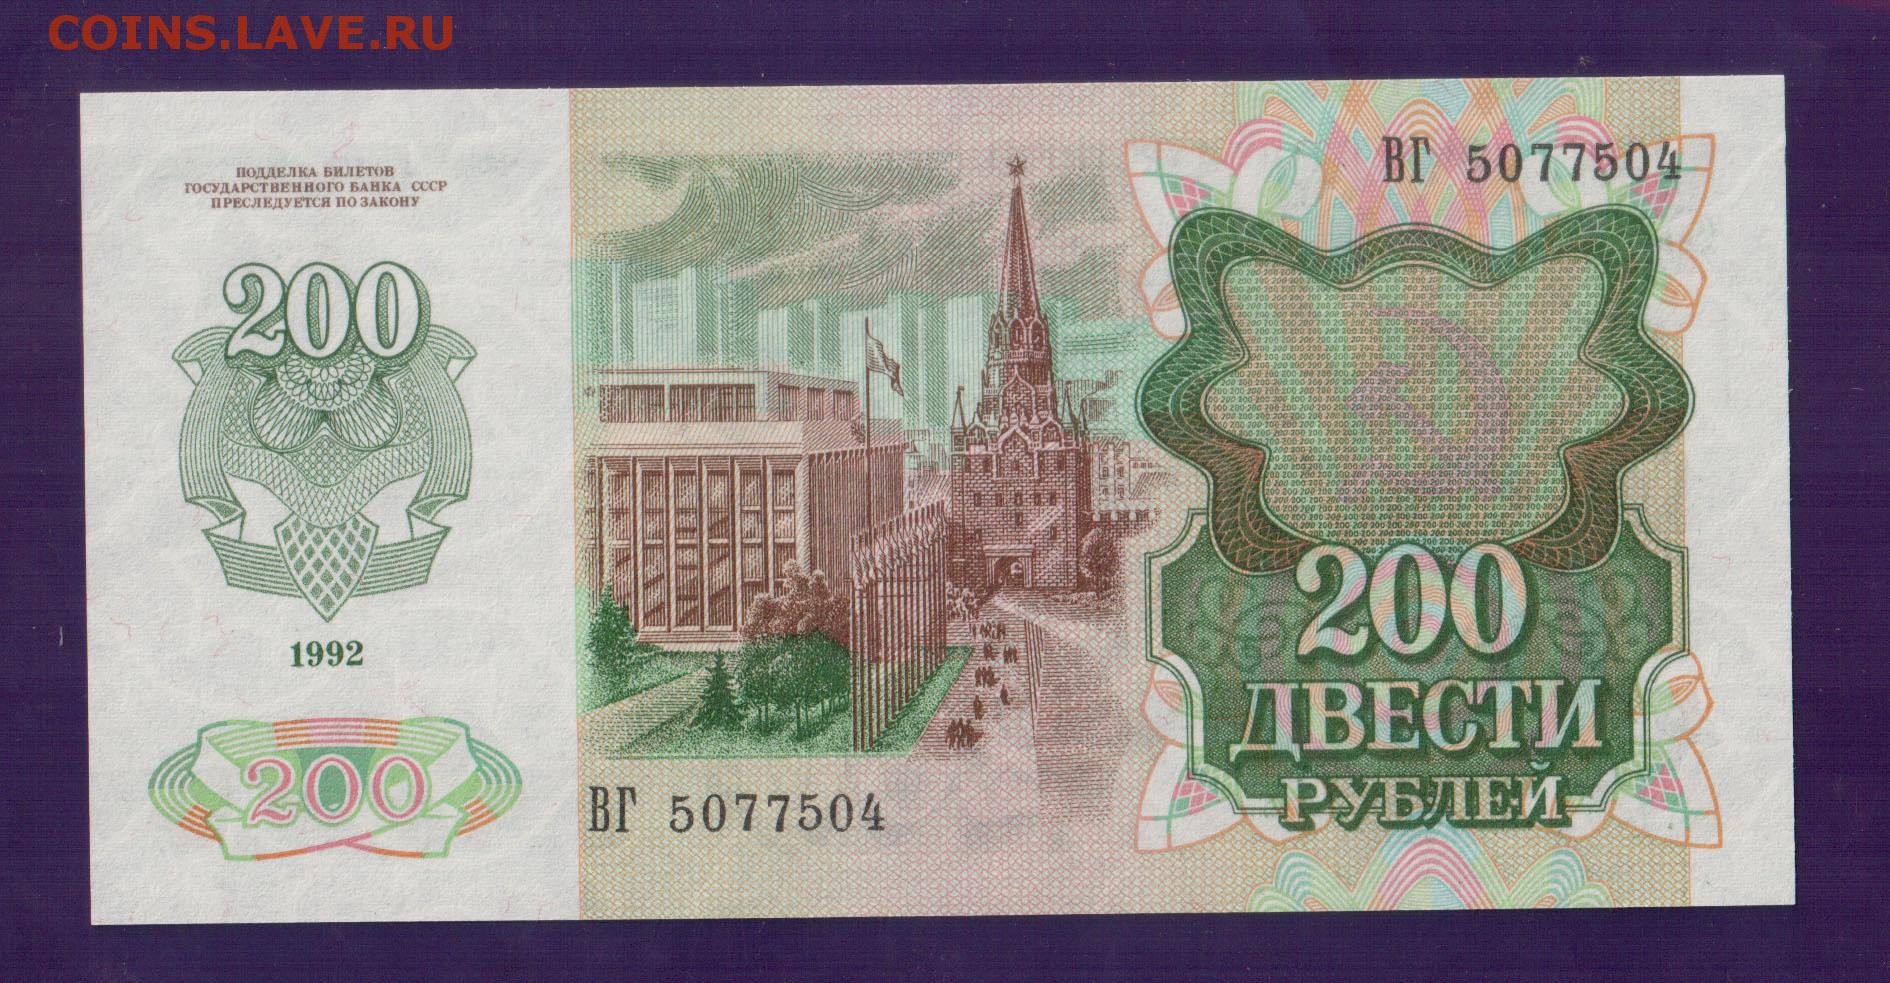 COINS.LAVE.RU
ПОДДЕЛКА БИЛЕТОВ
ГОСУДАРСТВЕННОГО БАНКА СССР
ПРЕСЛЕДУЕТСЯ ПО ЗАКОНУ
ВГ 5077504
200
200
ДВЕСТИ
РУБЛЕЙ
1992
200
ВГ 5077504